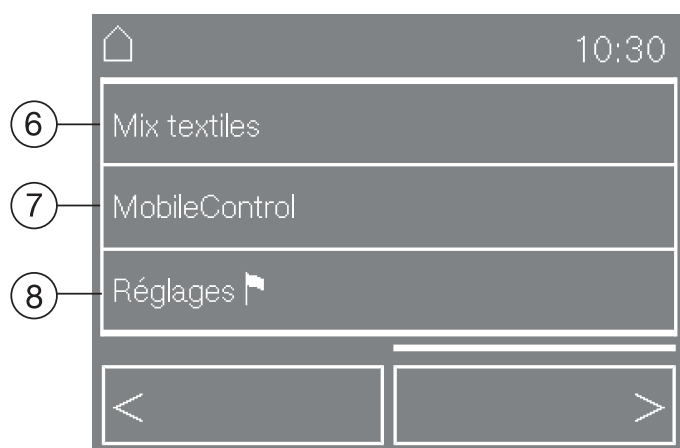 10:30
6 Mix textiles
7 MobileControl
8 Réglages
< >